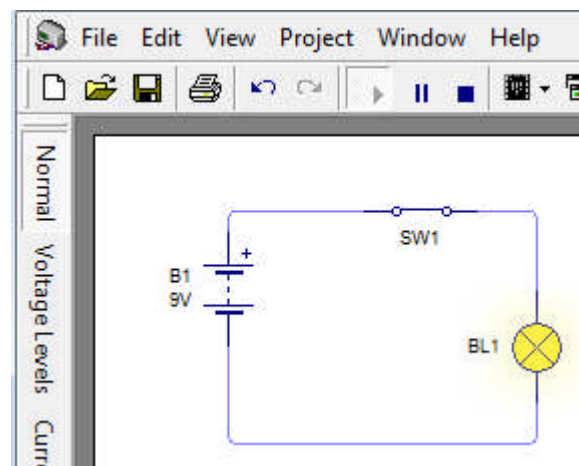 File Edit View Project Window Help
Normal
Voltage Levels
SW1
+
B1
9V
BL1